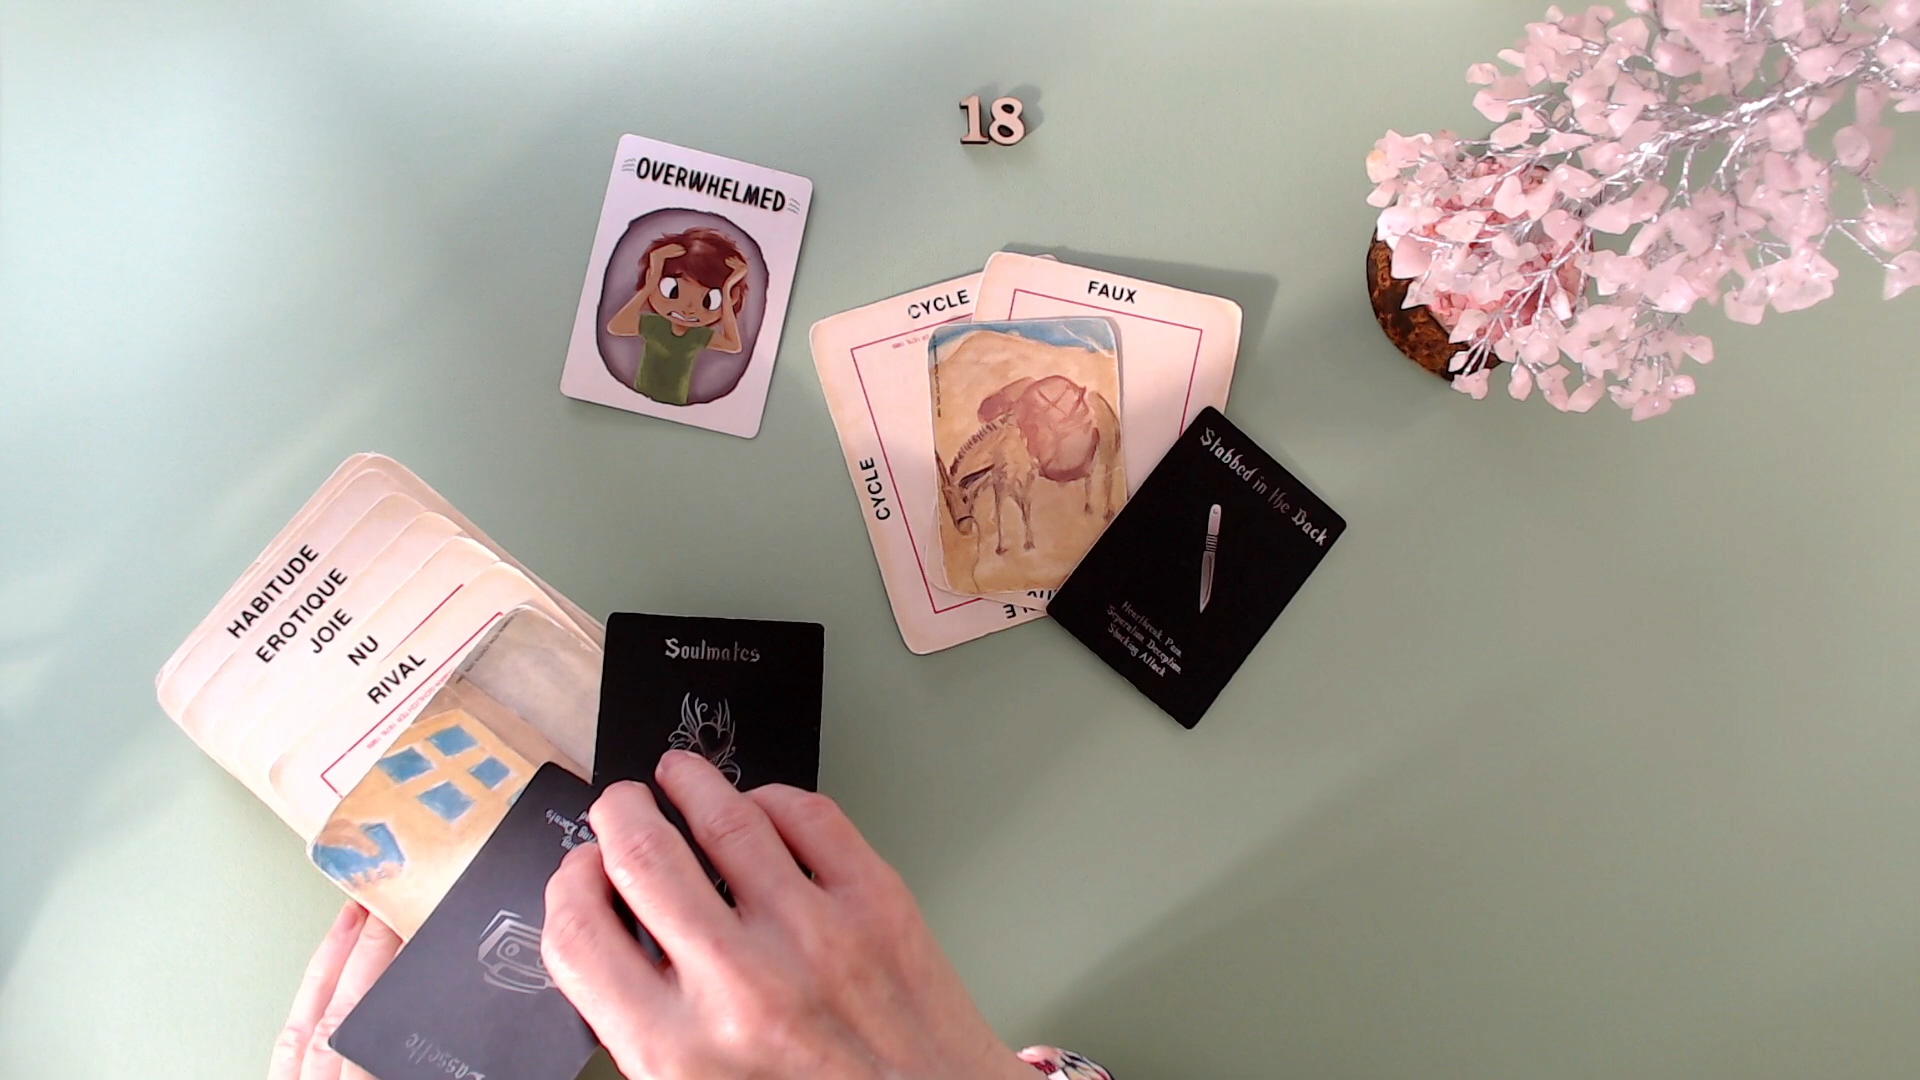 18
OVERWHELMED
CYCLE
CYCLE
FAUX
Stabbed in the Back
Heartbreak Pain
Separation Deception
Shocking Attack
HABITUDE
EROTIQUE
JOIE
NU
RIVAL
Soulmates
Cassette